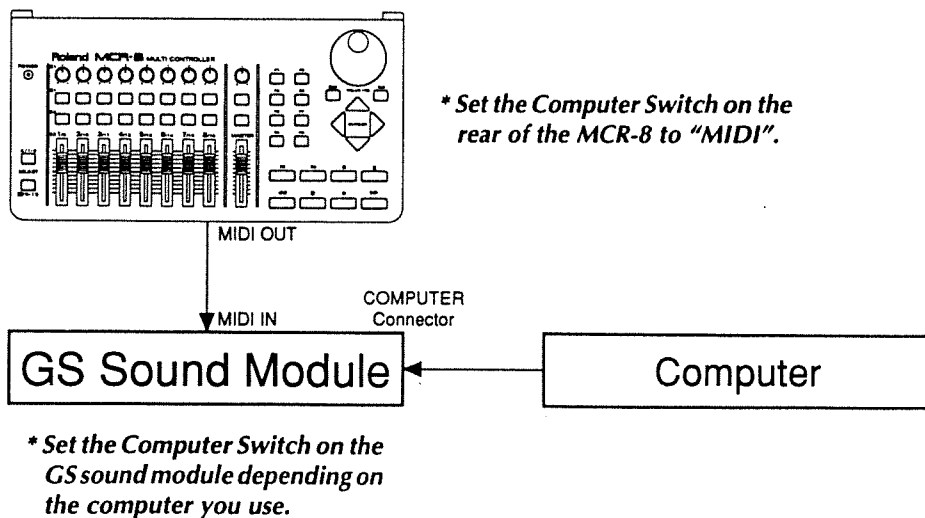 Roland MCR-8 MULTI CONTROLLER
* Set the Computer Switch on the
rear of the MCR-8 to “MIDI”.
MIDI OUT
MIDI IN
COMPUTER
Connector
GS Sound Module
Computer
* Set the Computer Switch on the
GS sound module depending on
the computer you use.